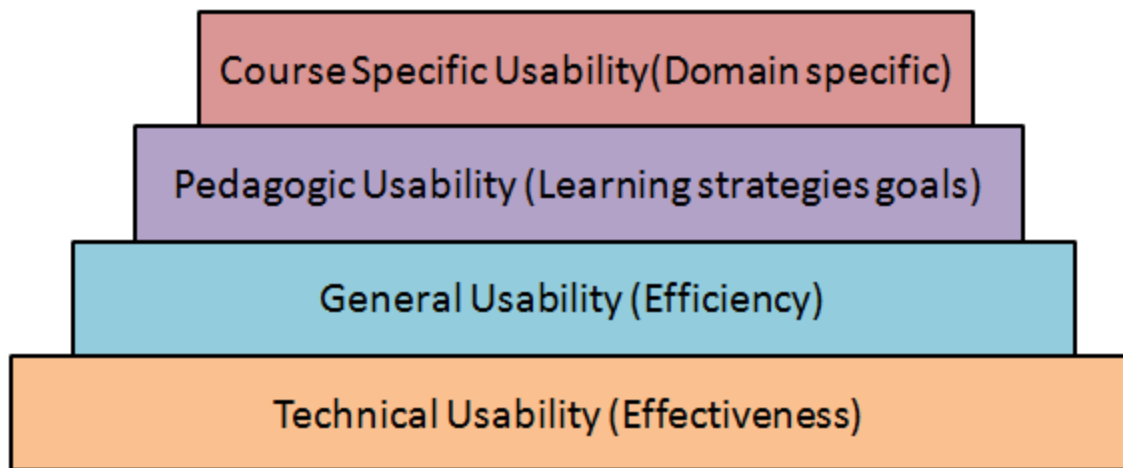 Course Specific Usability(Domain specific)
Pedagogic Usability (Learning strategies goals)
General Usability (Efficiency)
Technical Usability (Effectiveness)